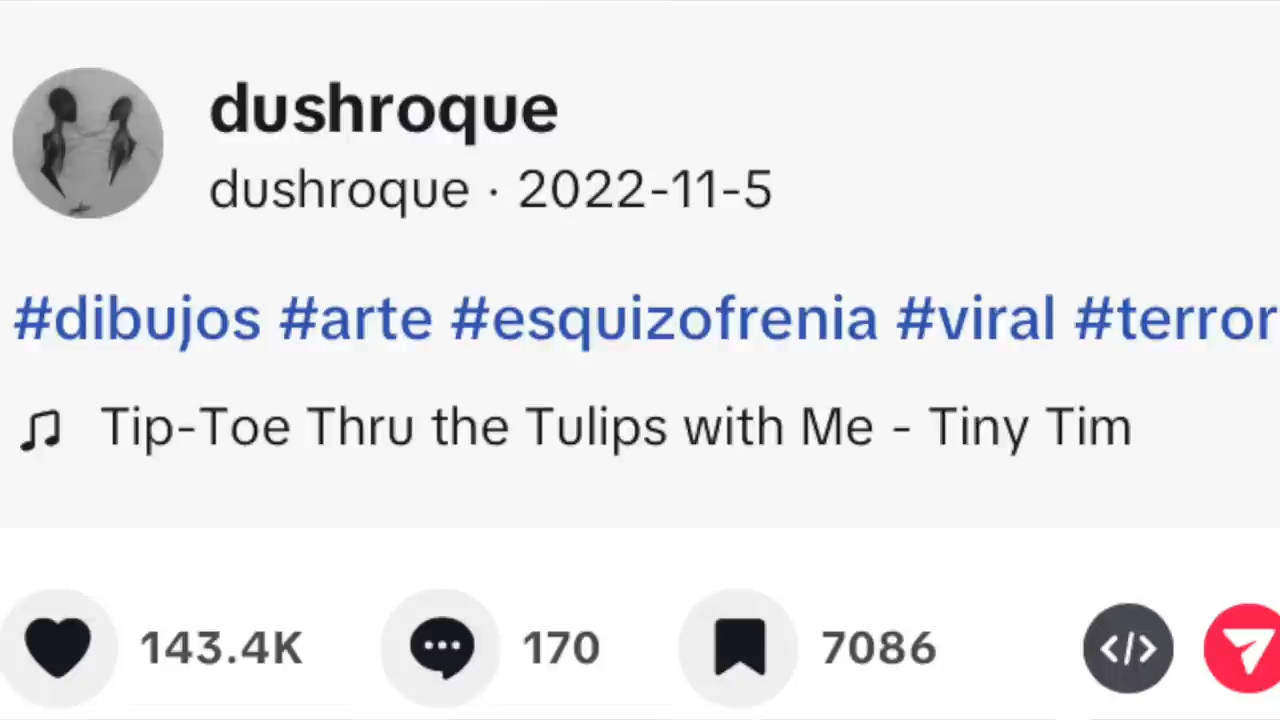 dushroque
dushroque · 2022-11-5
#dibujos #arte #esquizofrenia #viral #terror
Tip-Toe Thru the Tulips with Me - Tiny Tim
143.4K 170 7086